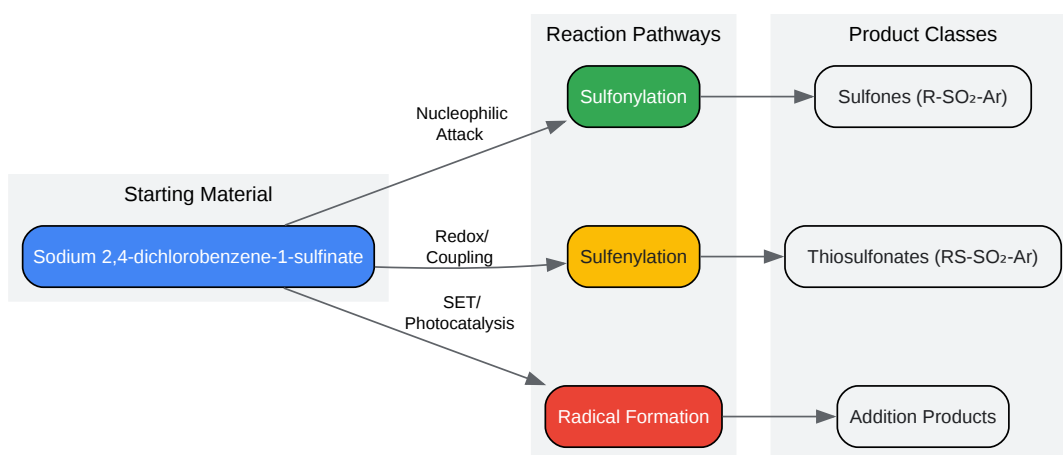 Reaction Pathways
Product Classes
Sulfonylation
Sulfones (R-SO₂-Ar)
Nucleophilic
Attack
Starting Material
Sodium 2,4-dichlorobenzene-1-sulfinate
Redox/
Coupling
Sulfenylation
Thiosulfonates (RS-SO₂-Ar)
SET/
Photocatalysis
Radical Formation
Addition Products